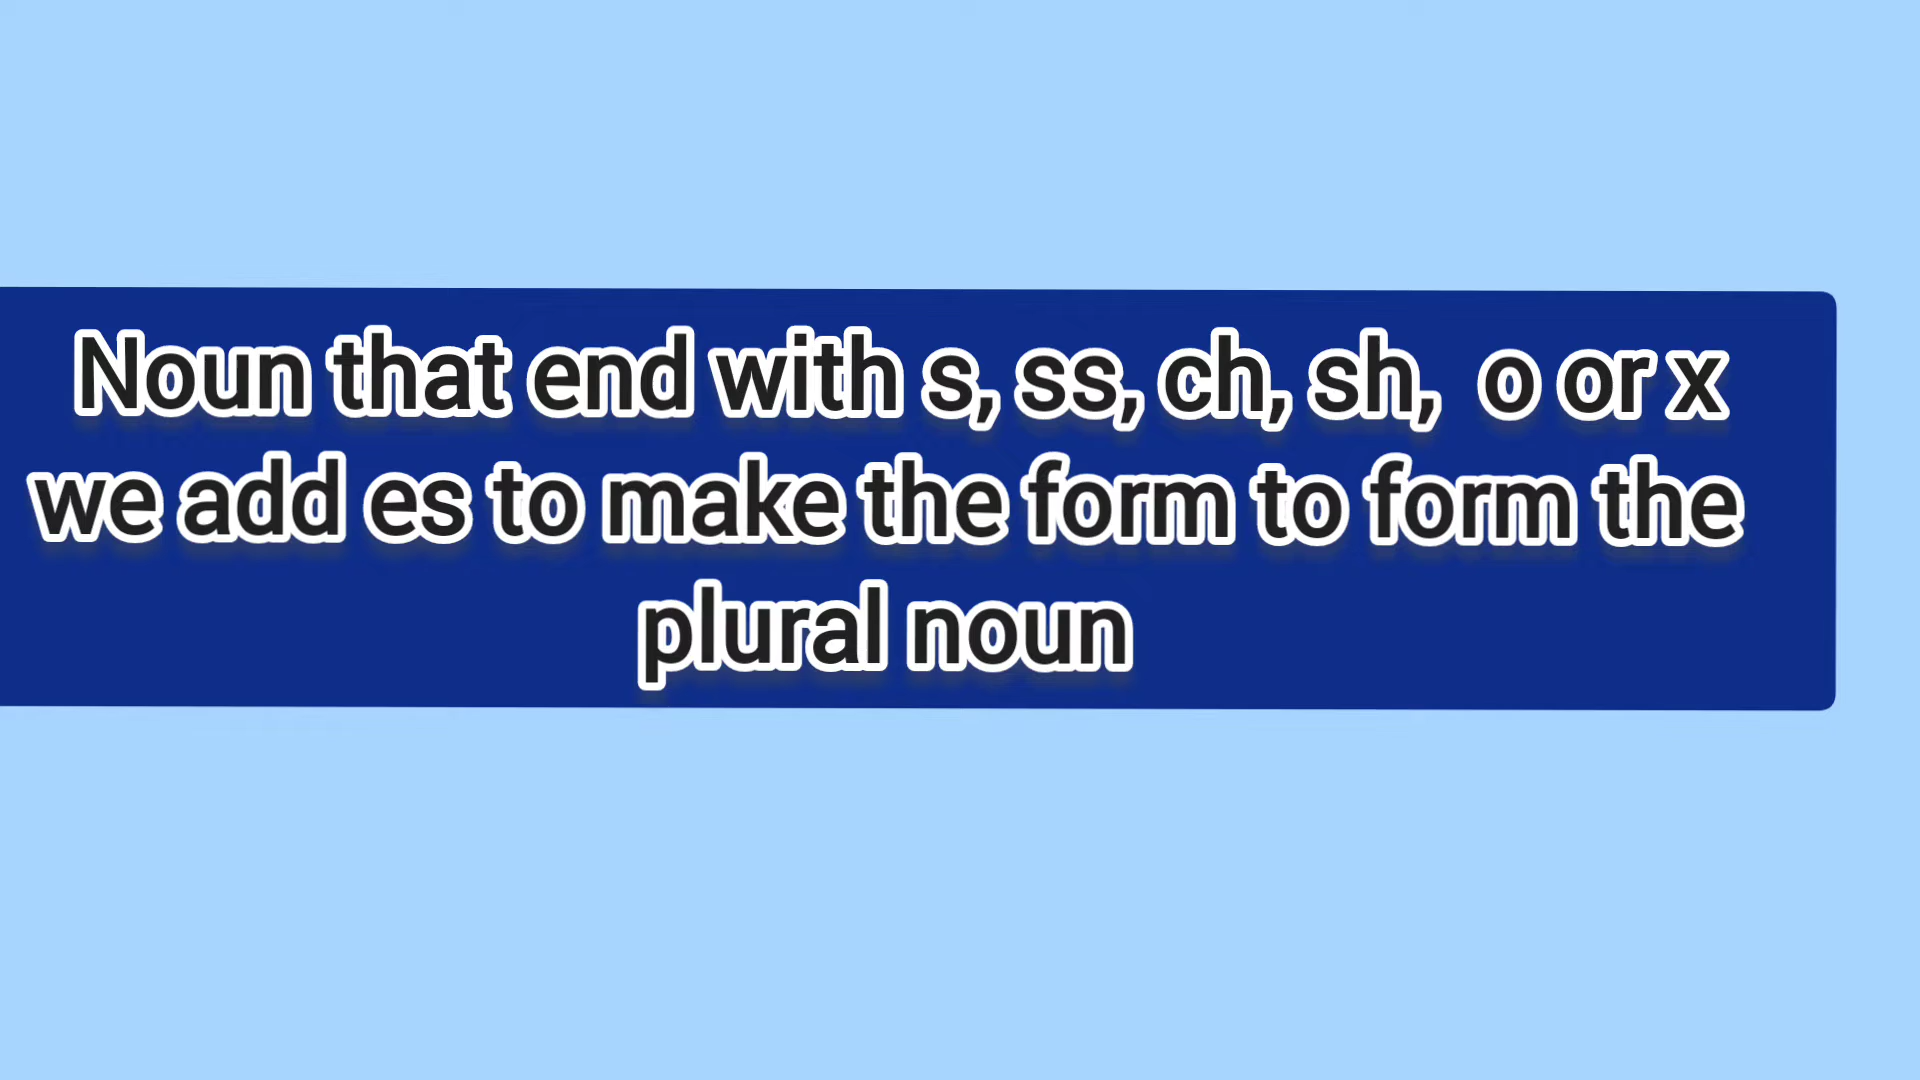 Noun that end with s, ss, ch, sh, o or x
we add es to make the form to form the
plural noun